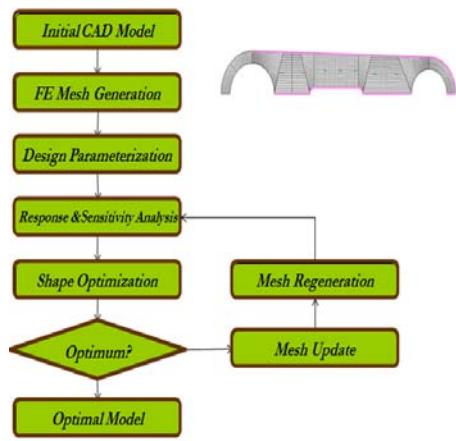 Initial CAD Model
FE Mesh Generation
Design Parameterization
Response &Sensitivity Analysis
Shape Optimization
Mesh Regeneration
Optimum?
Mesh Update
Optimal Model